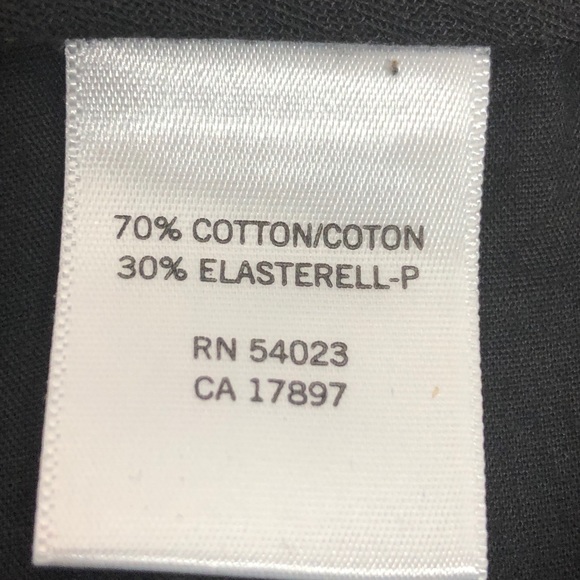 70% COTTON/COTON
30% ELASTERELL-P
RN 54023
CA 17897